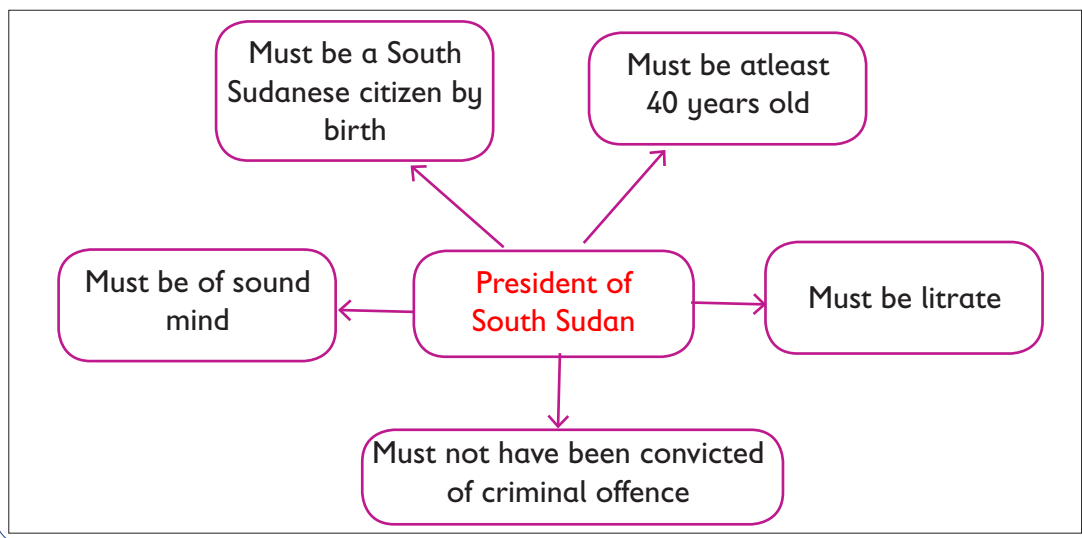 Must be a South
Sudanese citizen by
birth
Must be atleast
40 years old
Must be of sound
mind
President of
South Sudan
Must be litrate
Must not have been convicted
of criminal offence